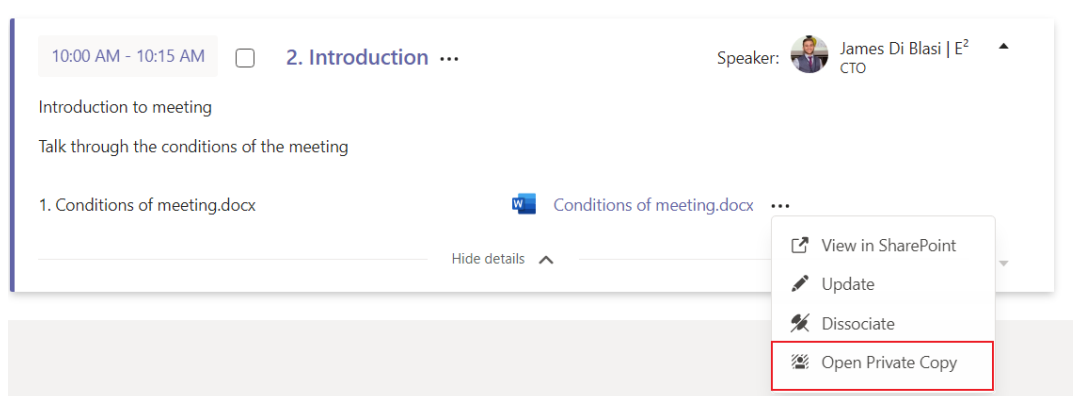 10:00 AM - 10:15 AM 2. Introduction ••• Speaker: James Di Blasi | E²
CTO
Introduction to meeting
Talk through the conditions of the meeting
1. Conditions of meeting.docx Conditions of meeting.docx •••
View in SharePoint
Hide details
Update
Dissociate
Open Private Copy